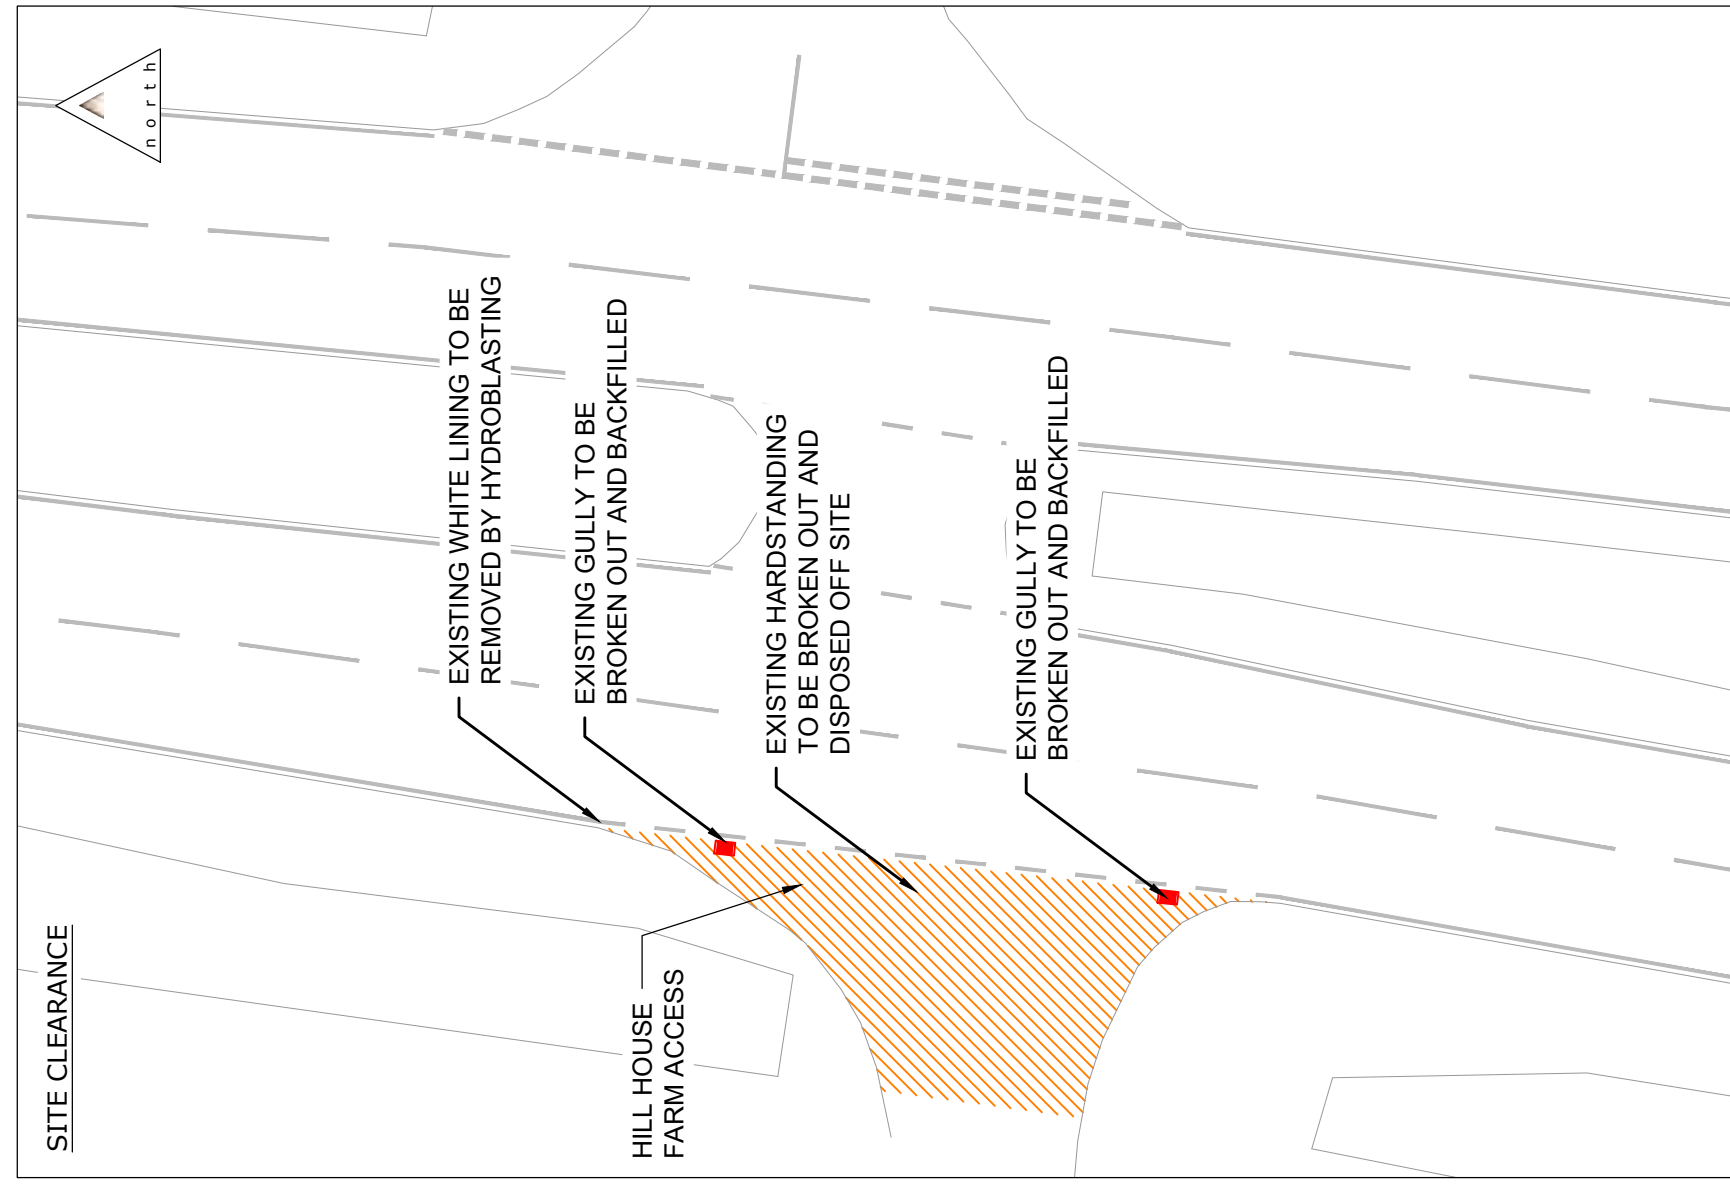 SITE CLEARANCE
north
EXISTING WHITE LINING TO BE
REMOVED BY HYDROBLASTING
EXISTING GULLY TO BE
BROKEN OUT AND BACKFILLED
HILL HOUSE
FARM ACCESS
EXISTING HARDSTANDING
TO BE BROKEN OUT AND
DISPOSED OFF SITE
EXISTING GULLY TO BE
BROKEN OUT AND BACKFILLED